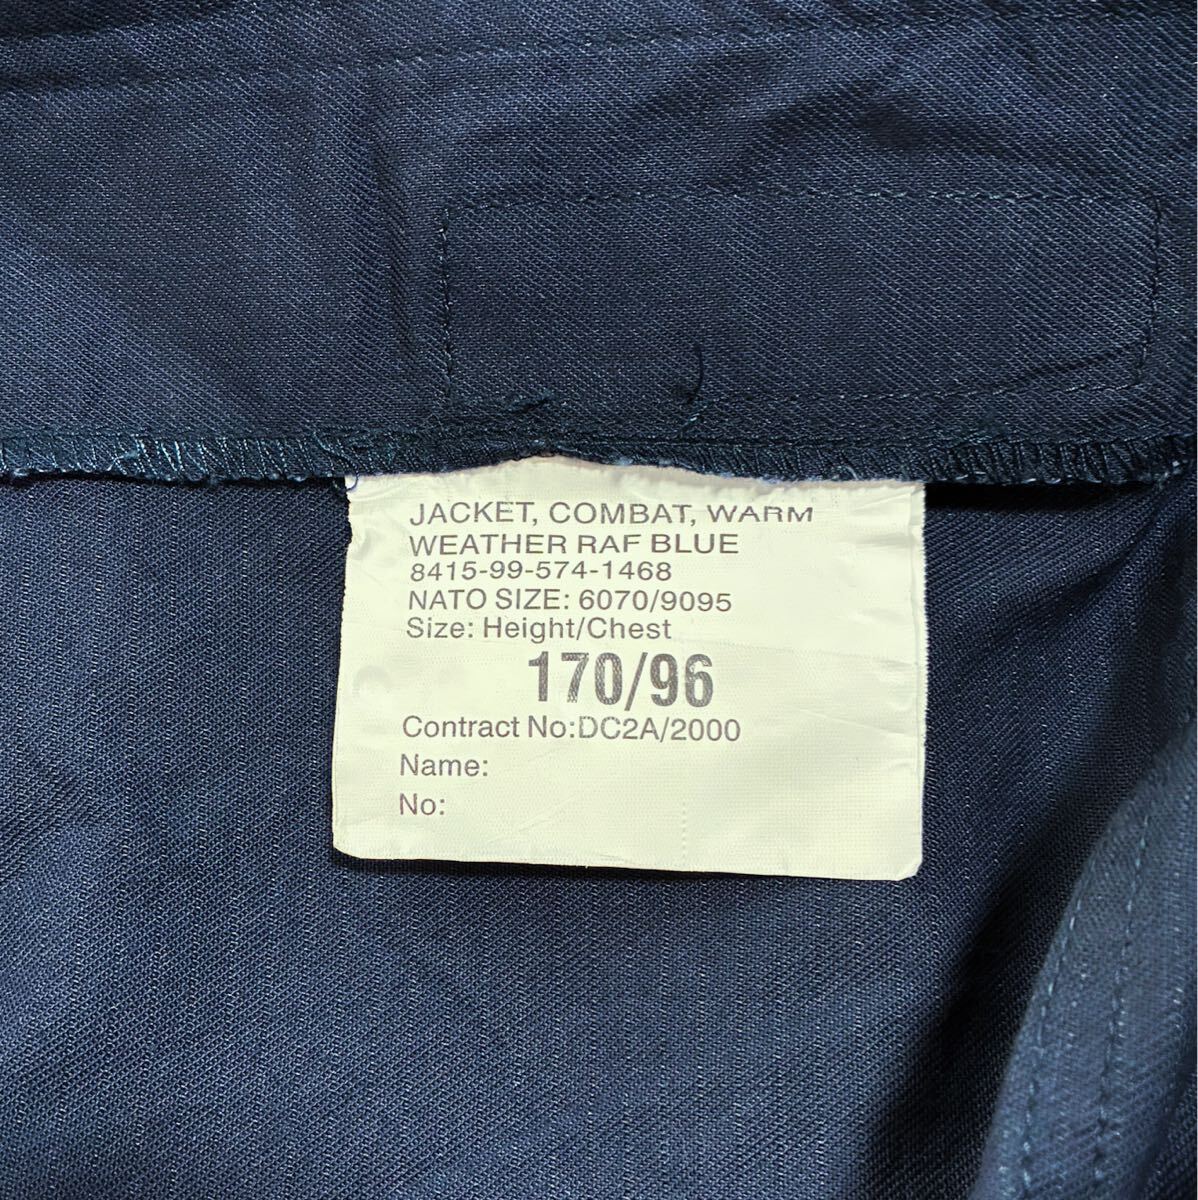 JACKET, COMBAT, WARM
WEATHER RAF BLUE
8415-99-574-1468
NATO SIZE: 6070/9095
Size: Height/Chest
170/96
Contract No:DC2A/2000
Name:
No: